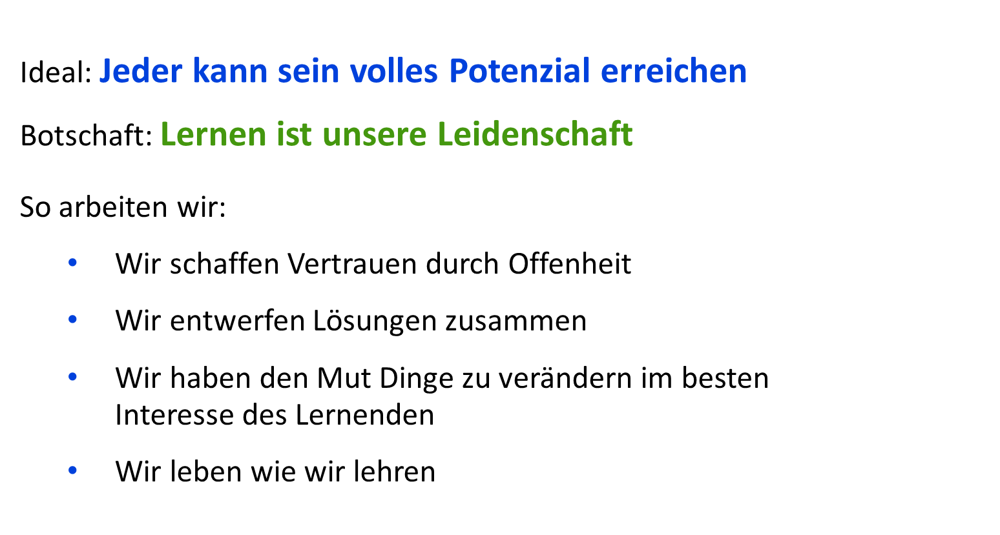 Ideal: Jeder kann sein volles Potenzial erreichen
Botschaft: Lernen ist unsere Leidenschaft
So arbeiten wir:
• Wir schaffen Vertrauen durch Offenheit
• Wir entwerfen Lösungen zusammen
• Wir haben den Mut Dinge zu verändern im besten
Interesse des Lernenden
• Wir leben wie wir lehren